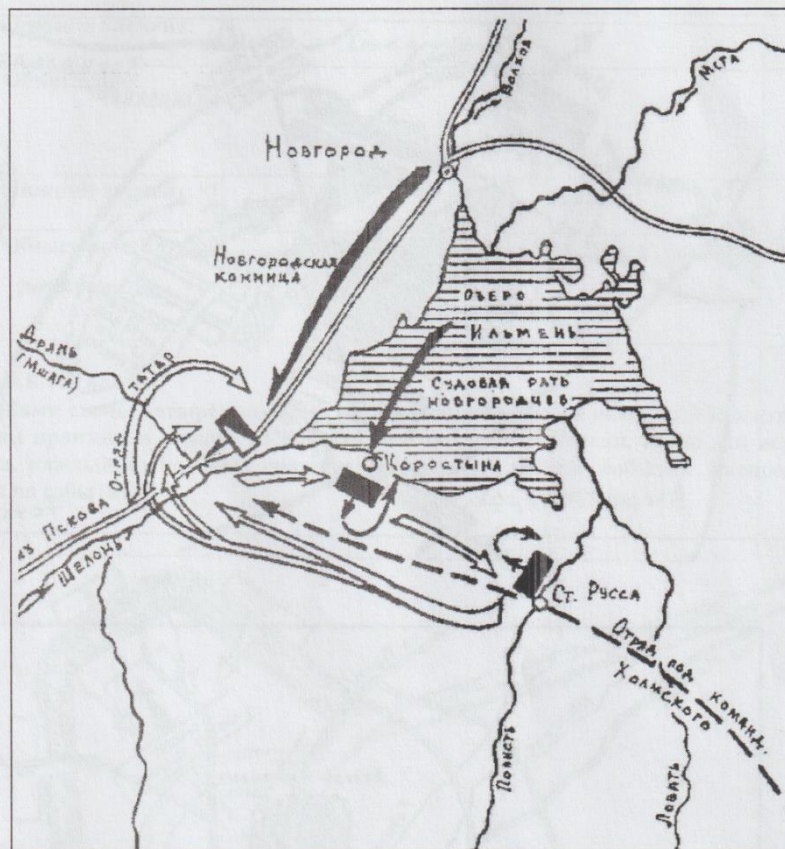 Волхов
Мста
Новгород
Новгородская
конница
Озеро
Ильмень
Судовая рать
новгородцев
Дрянь
(Мшага)
Отряд татар
Коростына
из Пскова
Шелонь
Ст. Русса
Отряд под команд.
Холмского
Полисть
Ловать